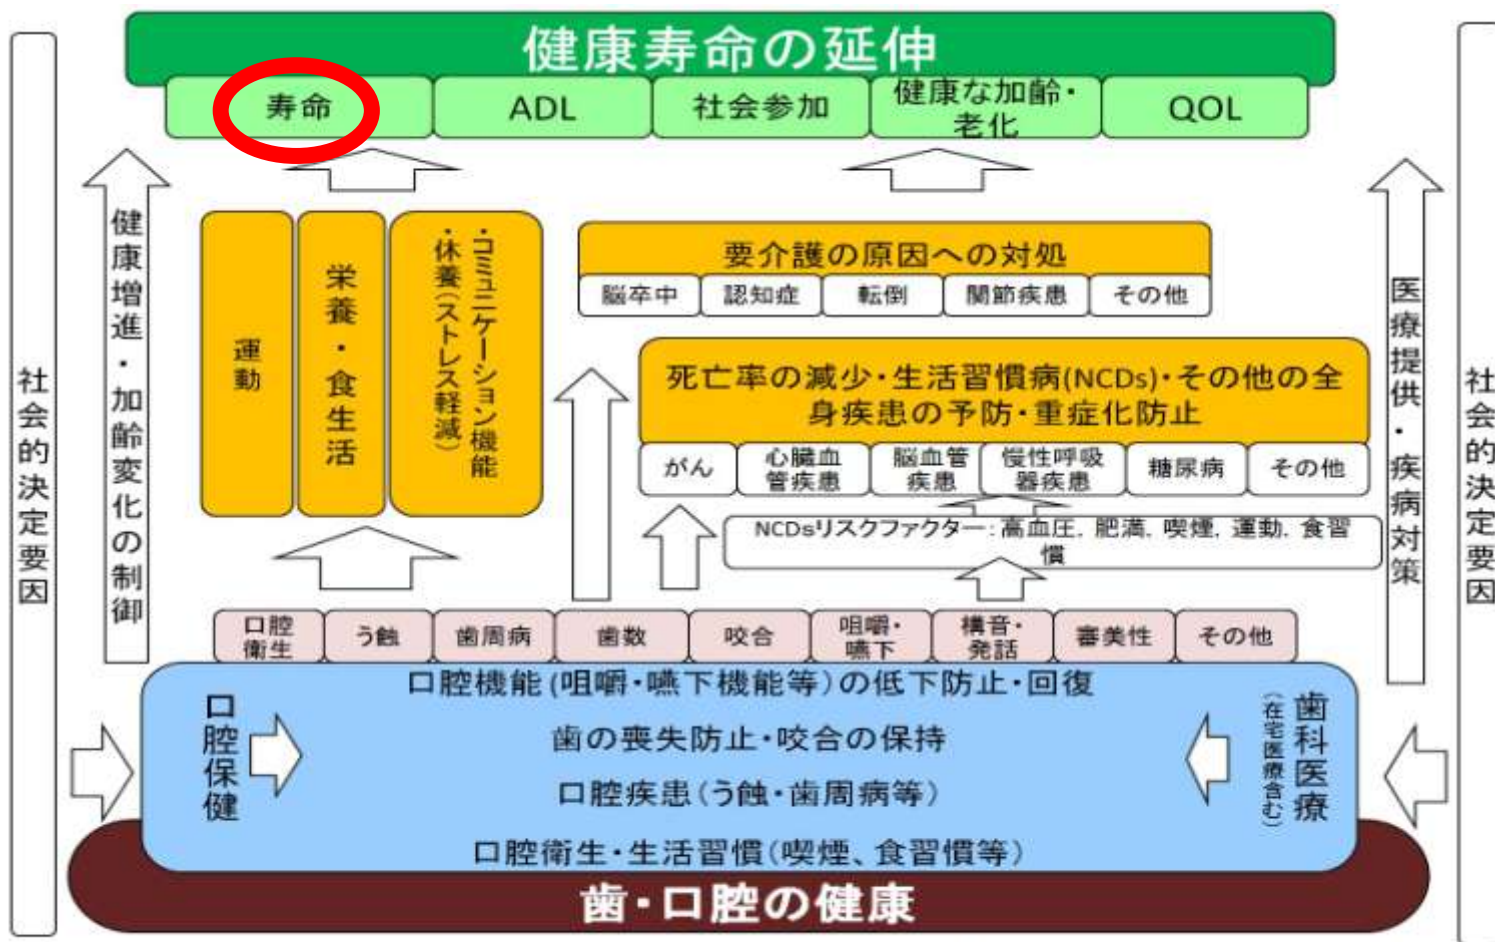 健康寿命の延伸
寿命
ADL
社会参加
健康な加齢・
老化
QOL
社会的決定要因
健康増進・加齢変化の制御
運動
栄養・食生活
・コミュニケーション機能
・休養(ストレス軽減)
要介護の原因への対処
脳卒中
認知症
転倒
関節疾患
その他
死亡率の減少・生活習慣病(NCDs)・その他の全
身疾患の予防・重症化防止
がん
心臓血
管疾患
脳血管
疾患
慢性呼吸
器疾患
糖尿病
その他
NCDsリスクファクター:高血圧, 肥満, 喫煙, 運動, 食習
慣
医療提供・疾病対策
社会的決定要因
口腔
衛生
う蝕
歯周病
歯数
咬合
咀嚼・
嚥下
構音・
発話
審美性
その他
口腔機能(咀嚼・嚥下機能等)の低下防止・回復
口腔保健
歯の喪失防止・咬合の保持
口腔疾患(う蝕・歯周病等)
口腔衛生・生活習慣(喫煙、食習慣等)
歯科医療
(在宅医療含む)
歯・口腔の健康